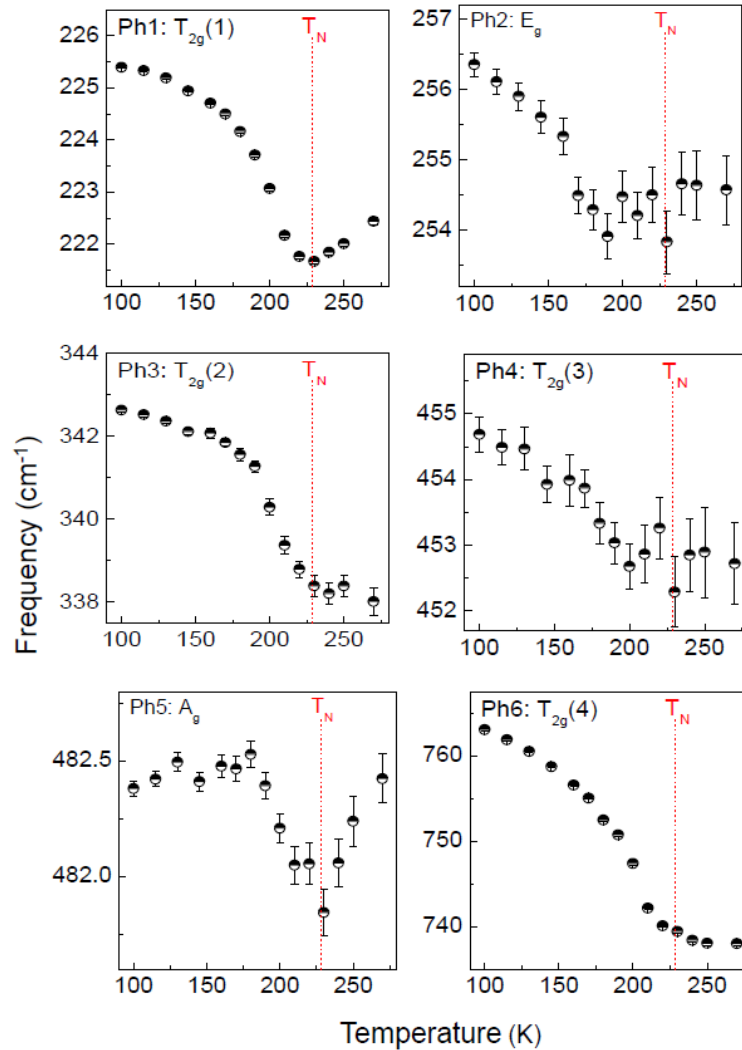 Ph1: T2g(1)
TN
226
225
224
223
222
100 150 200 250
Ph2: Eg
TN
257
256
254
254
100 150 200 250
Ph3: T2g(2)
TN
344
342
340
338
100 150 200 250
Ph4: T2g(3)
TN
455
454
453
452
100 150 200 250
Ph5: Ag
TN
482.5
482.0
100 150 200 250
Ph6: T2g(4)
TN
760
750
740
100 150 200 250
Frequency (cm-1)
Temperature (K)